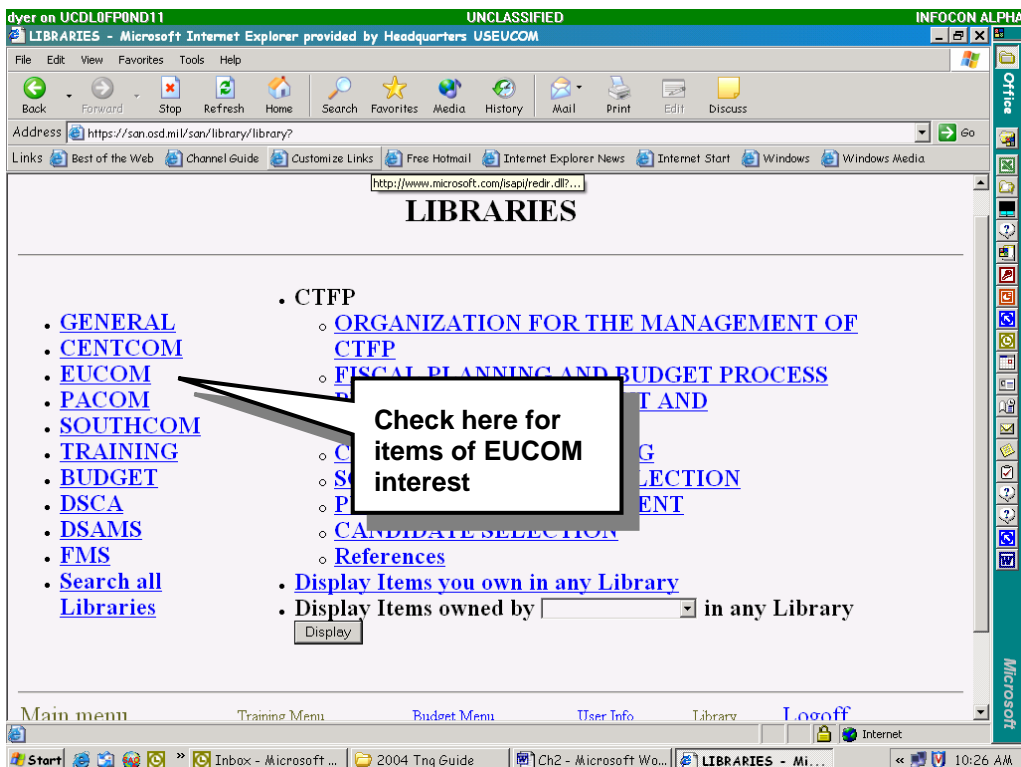 dyer on UCDL0FP0ND11 UNCLASSIFIED INFOCON ALPHA
LIBRARIES - Microsoft Internet Explorer provided by Headquarters USEUCOM
File Edit View Favorites Tools Help
Back Forward Stop Refresh Home Search Favorites Media History Mail Print Edit Discuss
Address https://san.osd.mil/san/library/library? Go
Links Best of the Web Channel Guide Customize Links Free Hotmail Internet Explorer News Internet Start Windows Windows Media
http://www.microsoft.com/isapi/redir.dll?...
LIBRARIES
GENERAL
CENTCOM
EUCOM
PACOM
SOUTHCOM
TRAINING
BUDGET
DSCA
DSAMS
FMS
Search all
Libraries
CTFP
ORGANIZATION FOR THE MANAGEMENT OF
CTFP
FISCAL PLANNING AND BUDGET PROCESS
T AND
G
LECTION
ENT
CANDIDATE SELECTION
References
Display Items you own in any Library
Display Items owned by in any Library
Display
Check here for
items of EUCOM
interest
Main menu Training Menu Budget Menu User Info Library Logoff
Internet
Start Inbox - Microsoft ... 2004 Tng Guide Ch2 - Microsoft Wo... LIBRARIES - Mi... 10:26 AM
Office
Microsoft